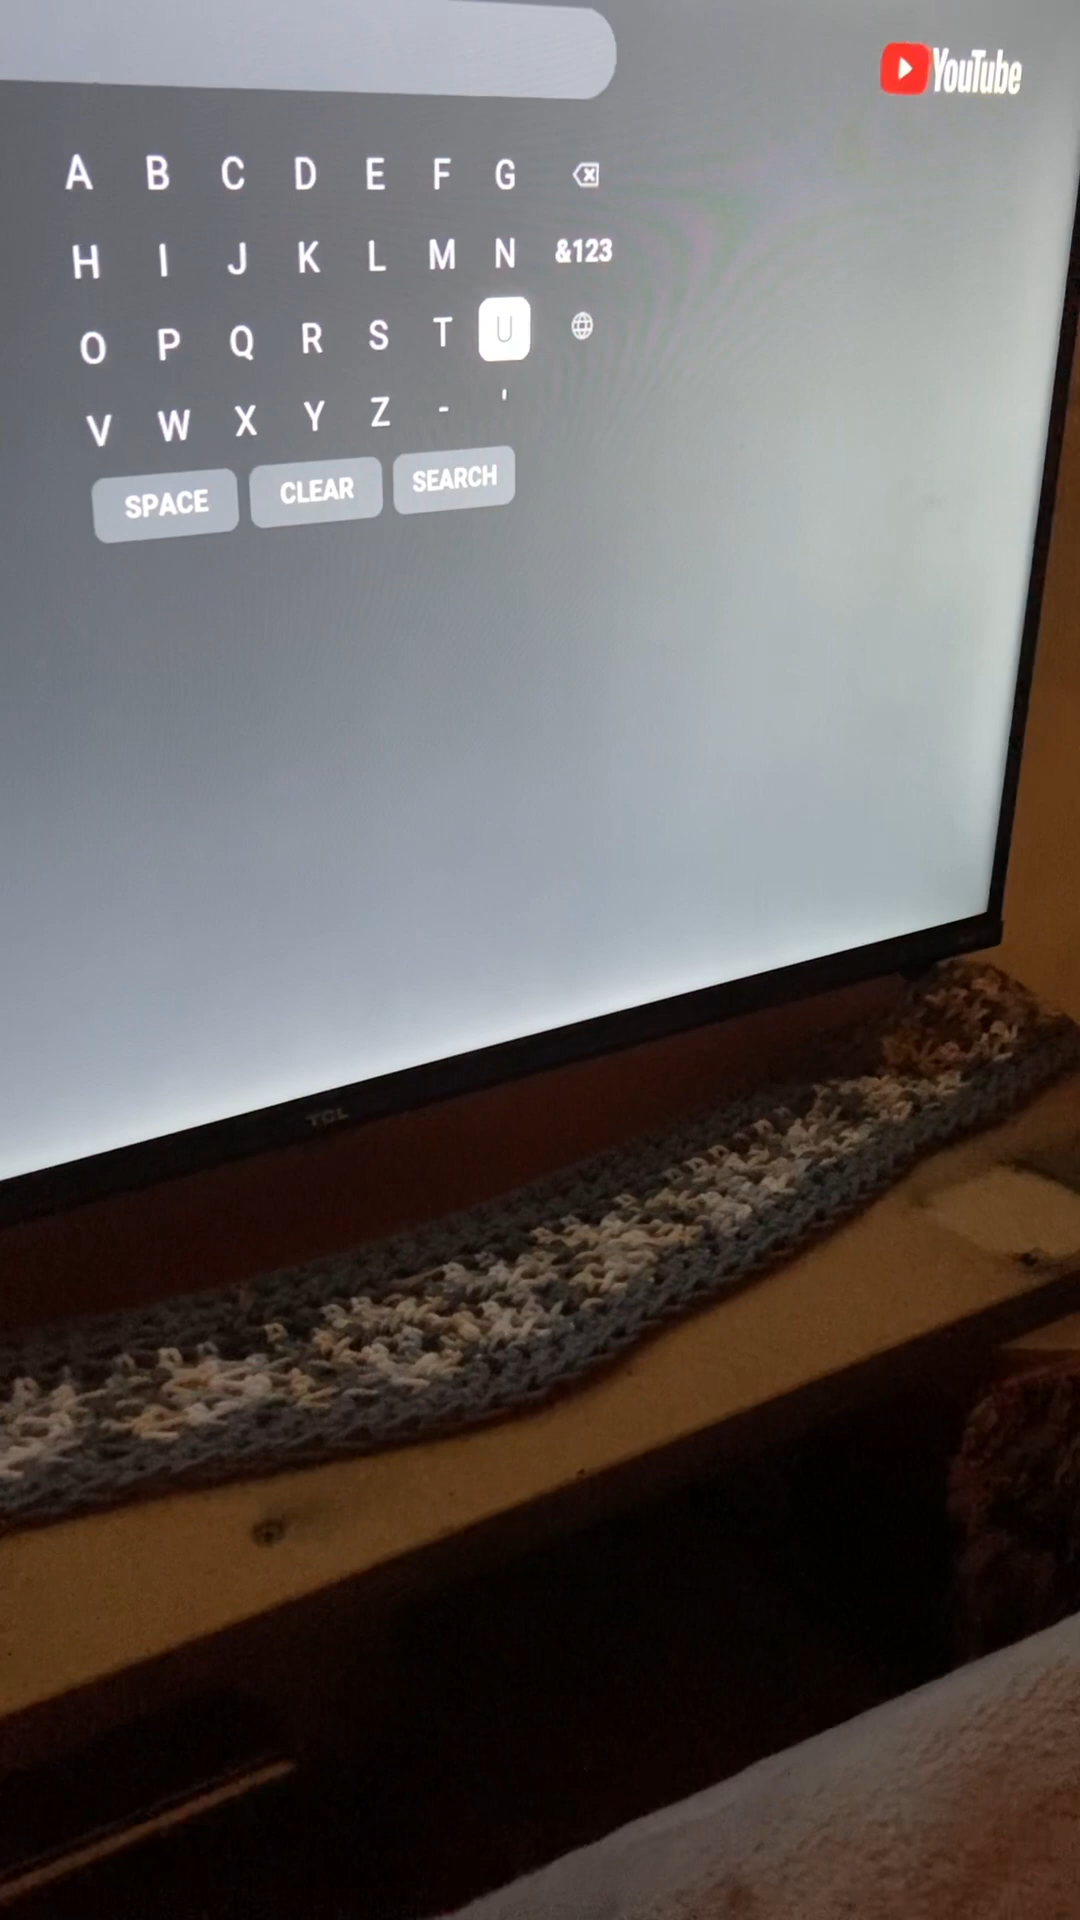 YouTube
A B C D E F G
H I J K L M N &123
O P Q R S T U
V W X Y Z - '
SPACE CLEAR SEARCH
TCL